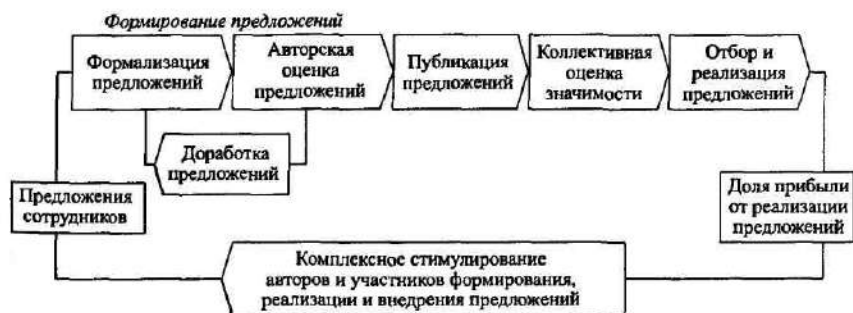 Формирование предложений
Формализация
предложений
Авторская
оценка
предложений
Публикация
предложений
Коллективная
оценка
значимости
Отбор и
реализация
предложений
Доработка
предложений
Предложения
сотрудников
Доля прибыли
от реализации
предложений
Комплексное стимулирование
авторов и участников формирования,
реализации и внедрения предложений